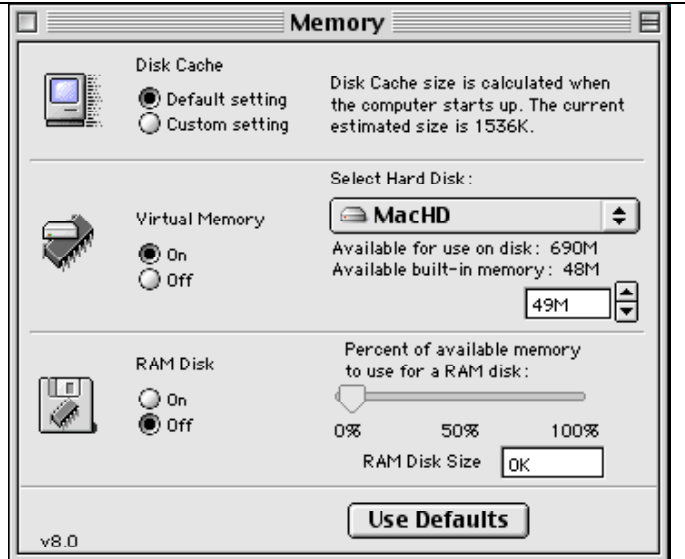 Memory
Disk Cache
Default setting
Custom setting
Disk Cache size is calculated when
the computer starts up. The current
estimated size is 1536K.
Virtual Memory
On
Off
Select Hard Disk:
MacHD
Available for use on disk: 690M
Available built-in memory: 48M
49M
RAM Disk
On
Off
Percent of available memory
to use for a RAM disk:
0% 50% 100%
RAM Disk Size 0K
Use Defaults
v8.0